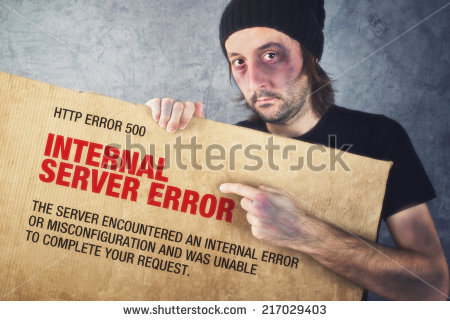 HTTP ERROR 500
INTERNAL
SERVER ERROR
THE SERVER ENCOUNTERED AN INTERNAL ERROR
OR MISCONFIGURATION AND WAS UNABLE
TO COMPLETE YOUR REQUEST.
shutterstock
www.shutterstock.com · 217029403